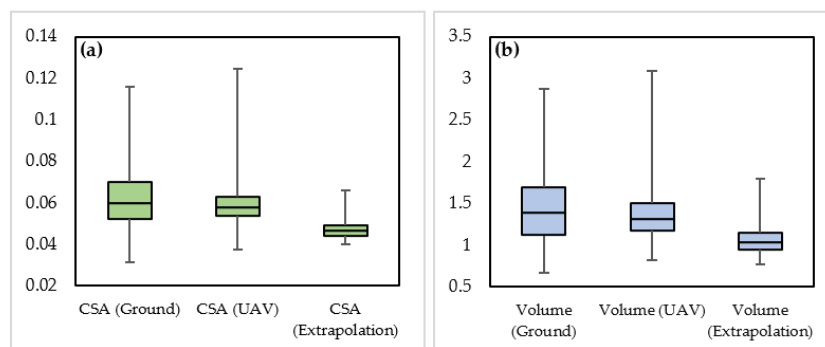 (a)
0.14
0.12
0.1
0.08
0.06
0.04
0.02
CSA (Ground)
CSA (UAV)
CSA
(Extrapolation)
(b)
3.5
3
2.5
2
1.5
1
0.5
Volume
(Ground)
Volume (UAV)
Volume
(Extrapolation)